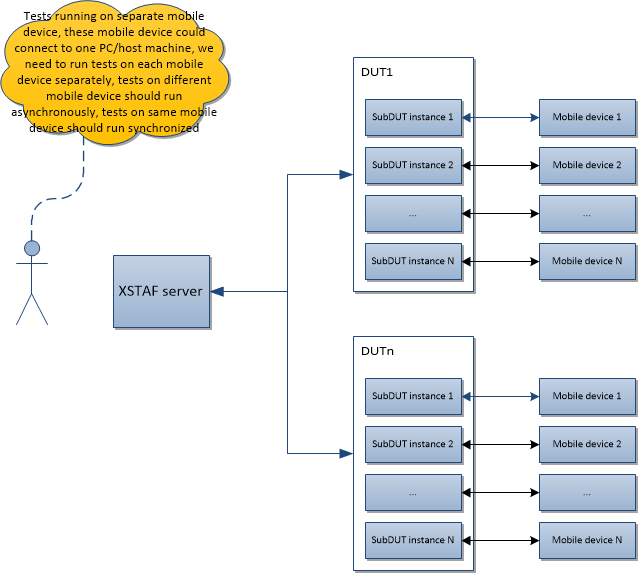 Tests running on separate mobile
device, these mobile device could
connect to one PC/host machine, we
need to run tests on each mobile
device separately, tests on different
mobile device should run
asynchronously, tests on same mobile
device should run synchronized
XSTAF server
DUT1
SubDUT instance 1
Mobile device 1
SubDUT instance 2
Mobile device 2
...
...
SubDUT instance N
Mobile device N
DUTn
SubDUT instance 1
Mobile device 1
SubDUT instance 2
Mobile device 2
...
...
SubDUT instance N
Mobile device N